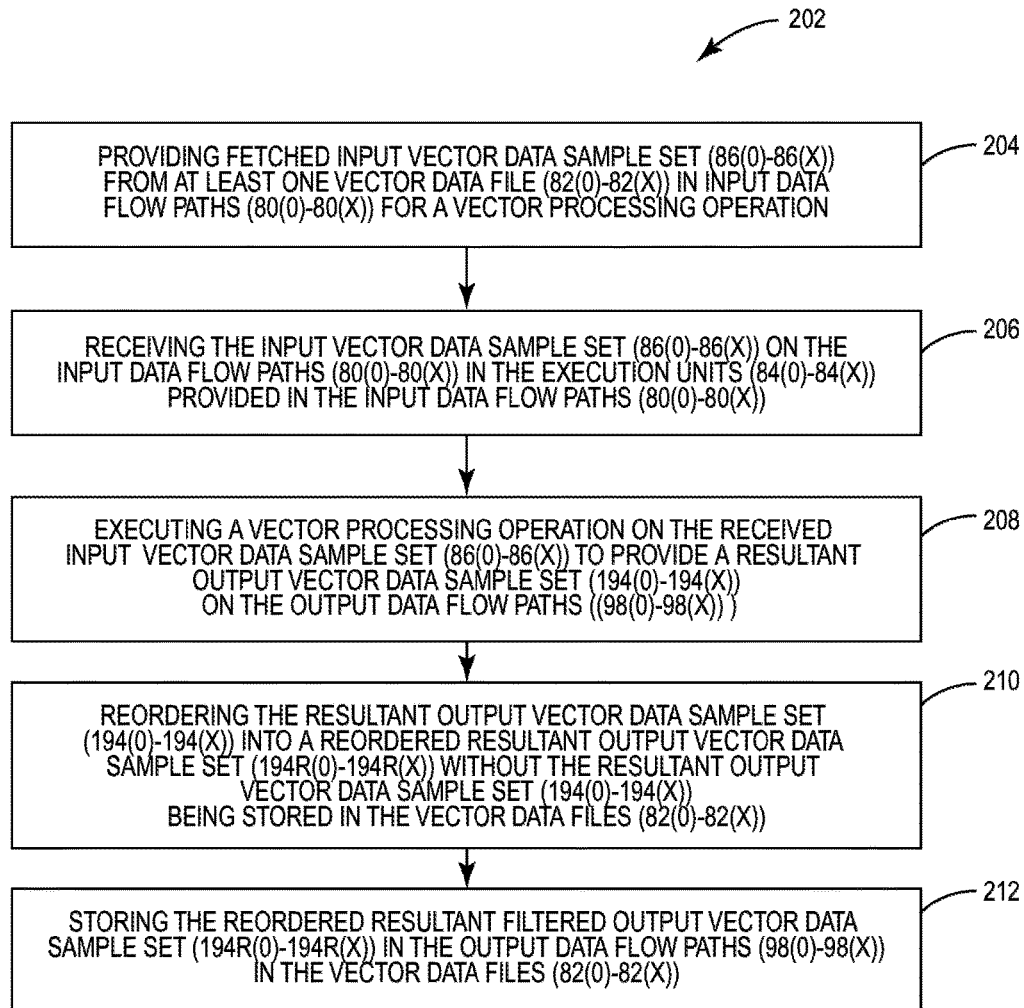 202
PROVIDING FETCHED INPUT VECTOR DATA SAMPLE SET (86(0)-86(X))
FROM AT LEAST ONE VECTOR DATA FILE (82(0)-82(X)) IN INPUT DATA
FLOW PATHS (80(0)-80(X)) FOR A VECTOR PROCESSING OPERATION
204
RECEIVING THE INPUT VECTOR DATA SAMPLE SET (86(0)-86(X)) ON THE
INPUT DATA FLOW PATHS (80(0)-80(X)) IN THE EXECUTION UNITS (84(0)-84(X))
PROVIDED IN THE INPUT DATA FLOW PATHS (80(0)-80(X))
206
EXECUTING A VECTOR PROCESSING OPERATION ON THE RECEIVED
INPUT VECTOR DATA SAMPLE SET (86(0)-86(X)) TO PROVIDE A RESULTANT
OUTPUT VECTOR DATA SAMPLE SET (194(0)-194(X))
ON THE OUTPUT DATA FLOW PATHS ((98(0)-98(X)) )
208
REORDERING THE RESULTANT OUTPUT VECTOR DATA SAMPLE SET
(194(0)-194(X)) INTO A REORDERED RESULTANT OUTPUT VECTOR DATA
SAMPLE SET (194R(0)-194R(X)) WITHOUT THE RESULTANT OUTPUT
VECTOR DATA SAMPLE SET (194(0)-194(X))
BEING STORED IN THE VECTOR DATA FILES (82(0)-82(X))
210
STORING THE REORDERED RESULTANT FILTERED OUTPUT VECTOR DATA
SAMPLE SET (194R(0)-194R(X)) IN THE OUTPUT DATA FLOW PATHS (98(0)-98(X))
IN THE VECTOR DATA FILES (82(0)-82(X))
212